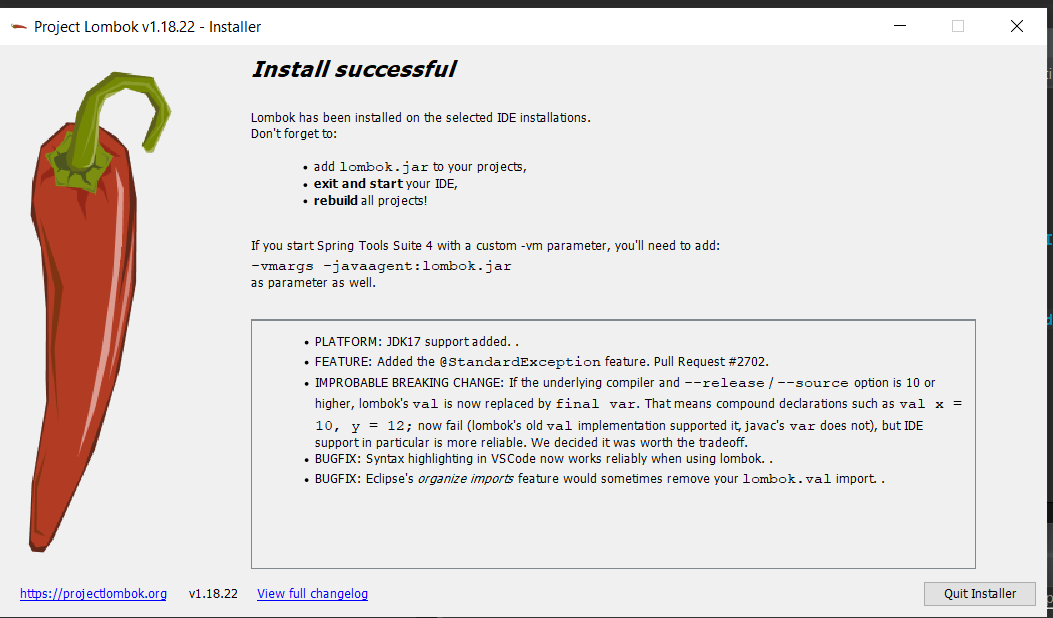 Project Lombok v1.18.22 - Installer
Install successful
Lombok has been installed on the selected IDE installations.
Don't forget to:
• add lombok.jar to your projects,
• exit and start your IDE,
• rebuild all projects!
If you start Spring Tools Suite 4 with a custom -vm parameter, you'll need to add:
-vmargs -javaagent:lombok.jar
as parameter as well.
• PLATFORM: JDK17 support added. .
• FEATURE: Added the @StandardException feature. Pull Request #2702.
• IMPROBABLE BREAKING CHANGE: If the underlying compiler and --release / --source option is 10 or
higher, lombok's val is now replaced by final var. That means compound declarations such as val x =
10, y = 12; now fail (lombok's old val implementation supported it, javac's var does not), but IDE
support in particular is more reliable. We decided it was worth the tradeoff.
• BUGFIX: Syntax highlighting in VSCode now works reliably when using lombok. .
• BUGFIX: Eclipse's organize imports feature would sometimes remove your lombok.val import. .
https://projectlombok.org v1.18.22 View full changelog Quit Installer